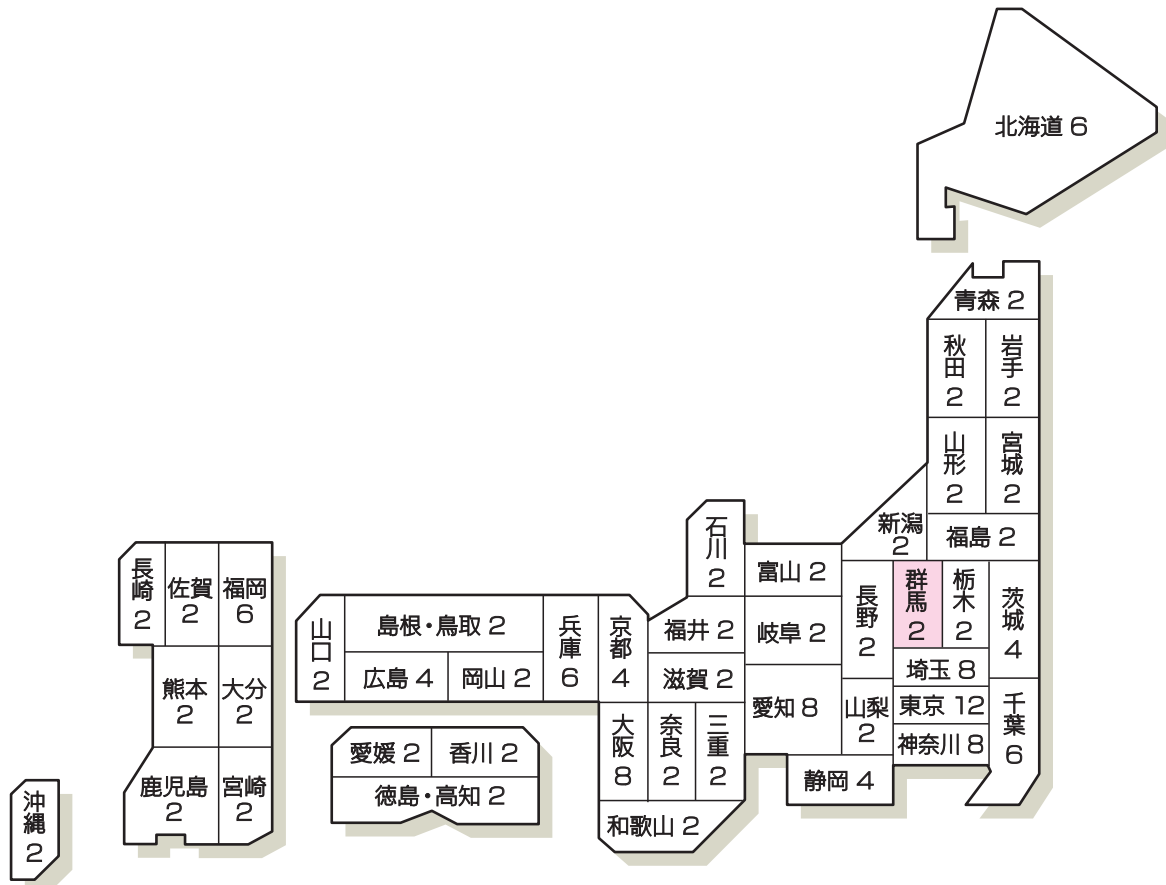 北海道 6
青森 2
秋田 2
岩手 2
山形 2
宮城 2
新潟 2
福島 2
石川 2
富山 2
長野 2
群馬 2
栃木 2
茨城 4
福井 2
岐阜 2
埼玉 8
滋賀 2
愛知 8
山梨 2
東京 12
千葉 6
神奈川 8
静岡 4
京都 4
兵庫 6
大阪 8
奈良 2
三重 2
和歌山 2
山口 2
島根・鳥取 2
広島 4
岡山 2
愛媛 2
香川 2
徳島・高知 2
長崎 2
佐賀 2
福岡 6
熊本 2
大分 2
鹿児島 2
宮崎 2
沖縄 2